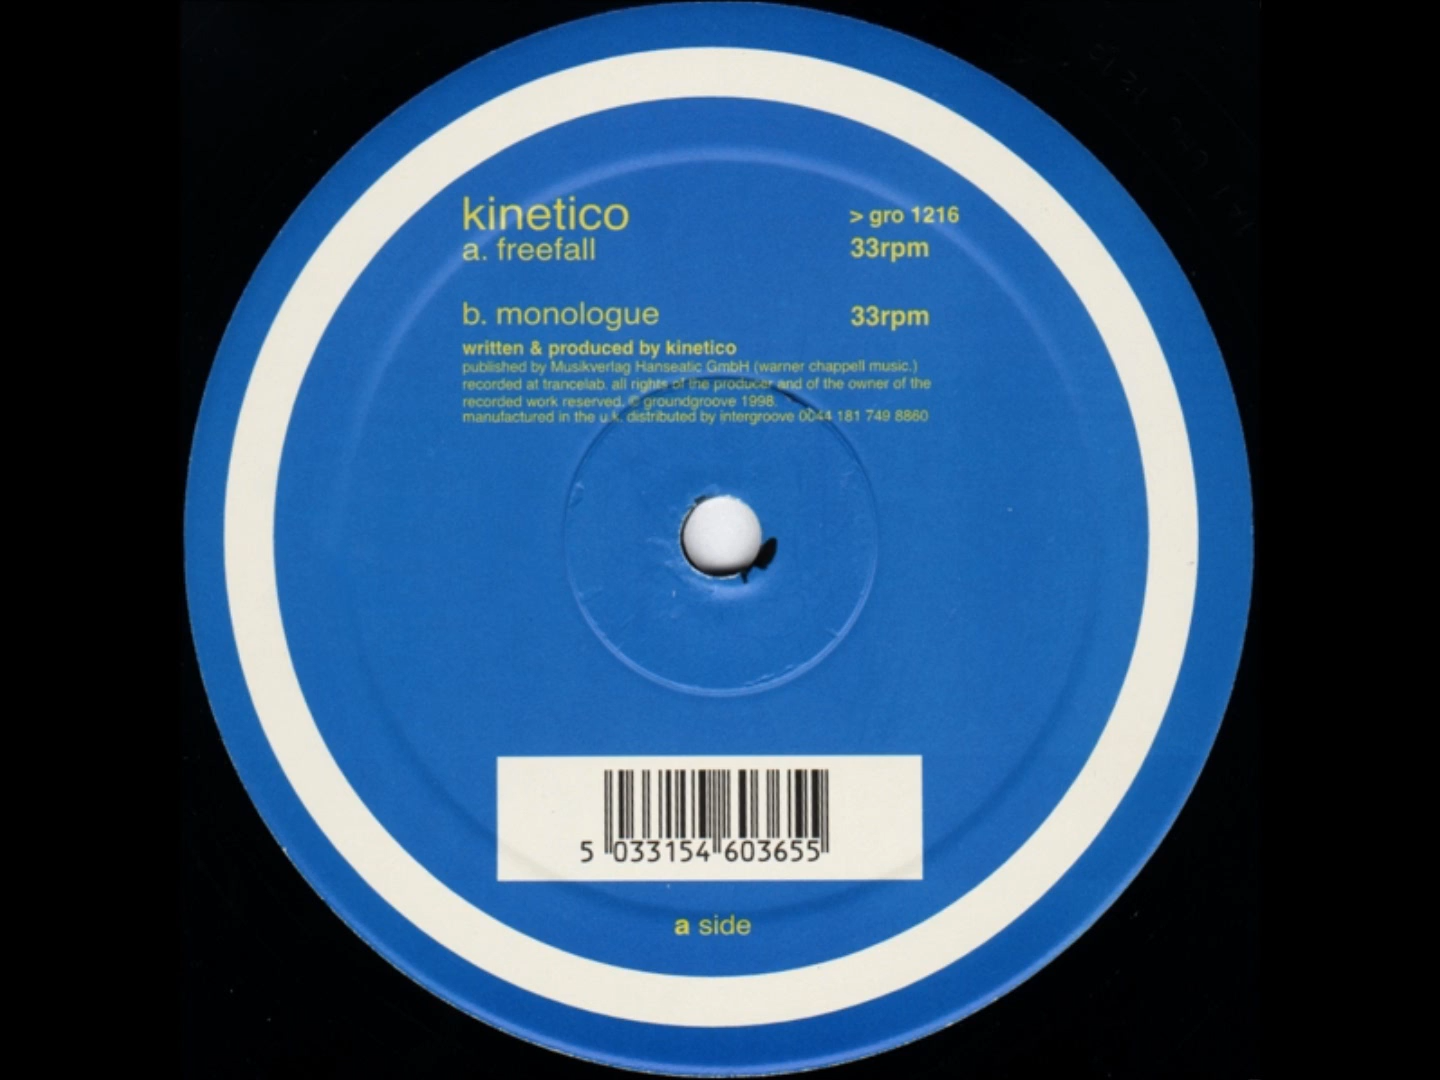 kinetico > gro 1216
a. freefall 33rpm
b. monologue 33rpm
written & produced by kinetico
published by Musikverlag Hanseatic GmbH (warner chappell music.)
recorded at trancelab. all rights of the producer and of the owner of the
recorded work reserved. © groundgroove 1998.
manufactured in the u.k. distributed by intergroove 0044 181 749 8860
5 033154 603655
a side